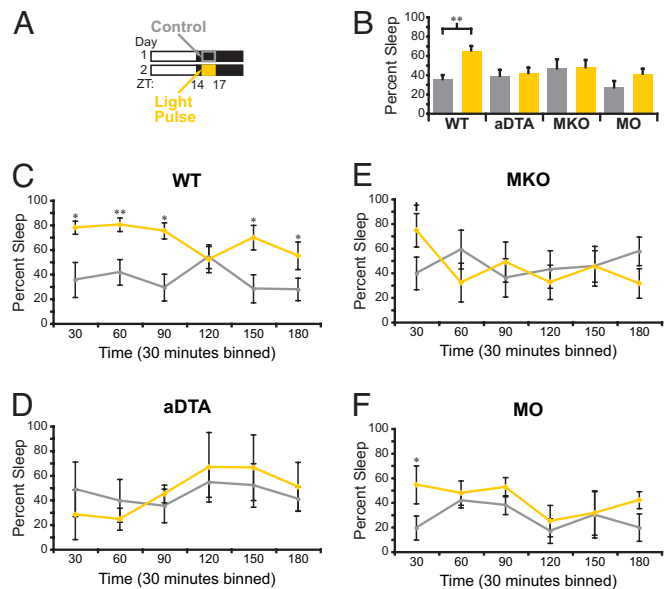 A
Control
Day
1
2
ZT: 14 17
Light
Pulse
B
Percent Sleep
100
80
60
40
20
0
**
WT aDTA MKO MO
C
WT
Percent Sleep
100
80
60
40
20
0
* ** * * *
30 60 90 120 150 180
Time (30 minutes binned)
E
MKO
Percent Sleep
100
80
60
40
20
0
†
30 60 90 120 150 180
Time (30 minutes binned)
D
aDTA
Percent Sleep
100
80
60
40
20
0
30 60 90 120 150 180
Time (30 minutes binned)
F
MO
Percent Sleep
100
80
60
40
20
0
*
30 60 90 120 150 180
Time (30 minutes binned)